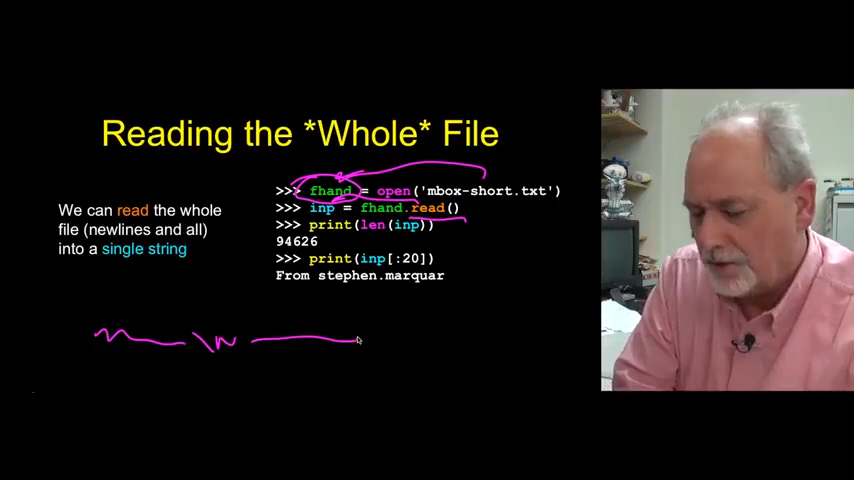 Reading the *Whole* File
We can read the whole
file (newlines and all)
into a single string
>>> fhand = open('mbox-short.txt')
>>> inp = fhand.read()
>>> print(len(inp))
94626
>>> print(inp[:20])
From stephen.marquar
\n